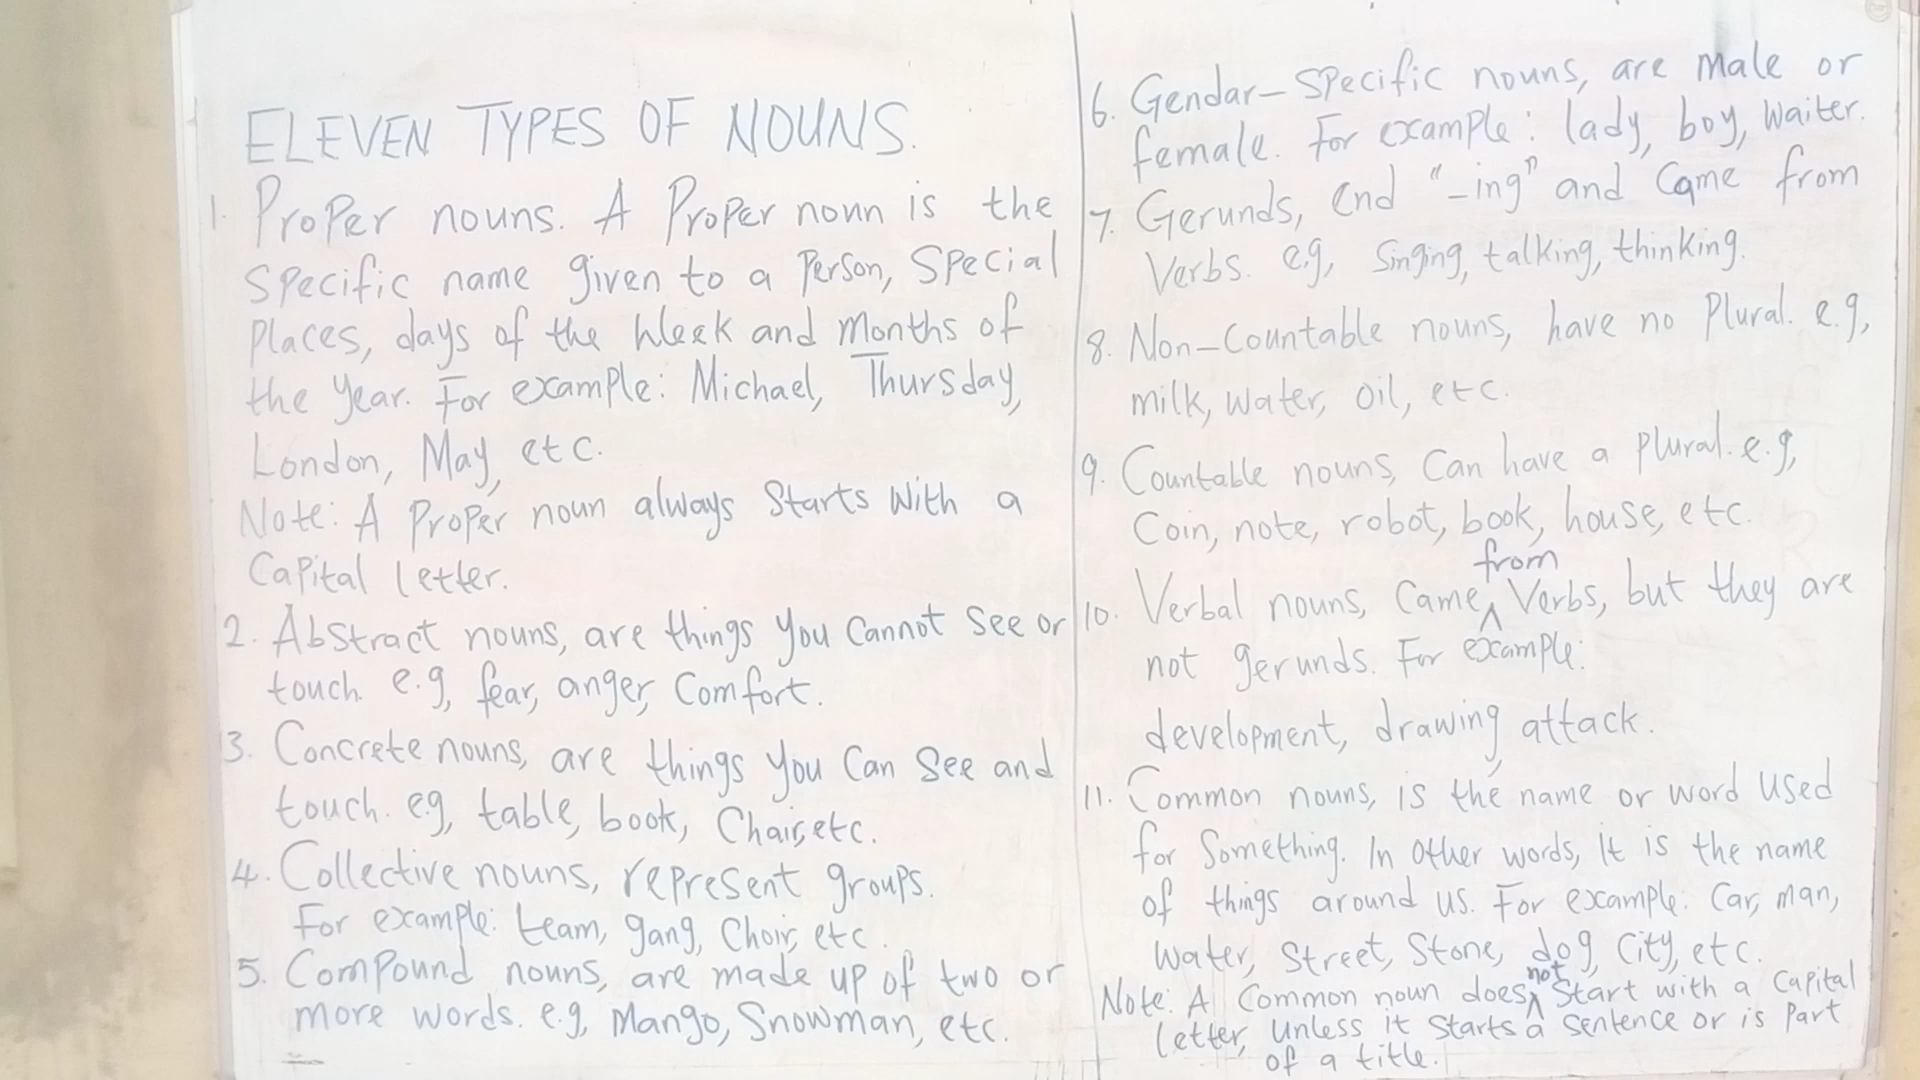 ELEVEN TYPES OF NOUNS.
1. Proper nouns. A Proper noun is the
specific name given to a Person, Special
Places, days of the Week and Months of
the Year. For example: Michael, Thursday,
London, May, etc.
Note: A Proper noun always Starts With a
Capital letter.
2. Abstract nouns, are things you Cannot See or
touch. e.g, fear, anger, Comfort.
3. Concrete nouns, are things you Can See and
touch. e.g, table, book, Chair, etc.
4. Collective nouns, represent groups.
For example: team, gang, Choir, etc.
5. Compound nouns, are made up of two or
more words. e.g, Mango, Snowman, etc.
6. Gendar-Specific nouns, are male or
female. For example: lady, boy, Waiter.
7. Gerunds, end "-ing" and Came from
Verbs. e.g, Singing, talking, thinking.
8. Non-Countable nouns, have no Plural. e.g,
milk, water, oil, etc.
9. Countable nouns, Can have a Plural. e.g,
Coin, note, robot, book, house, etc.
10. Verbal nouns, Came from Verbs, but they are
not gerunds. For example:
development, drawing, attack.
11. Common nouns, is the name or word used
for Something. In other words, It is the name
of things around us. For example: Car, man,
Water, Street, Stone, dog, City, etc.
Note: A Common noun does not Start with a Capital
letter, unless it Starts a Sentence or is Part
of a title.